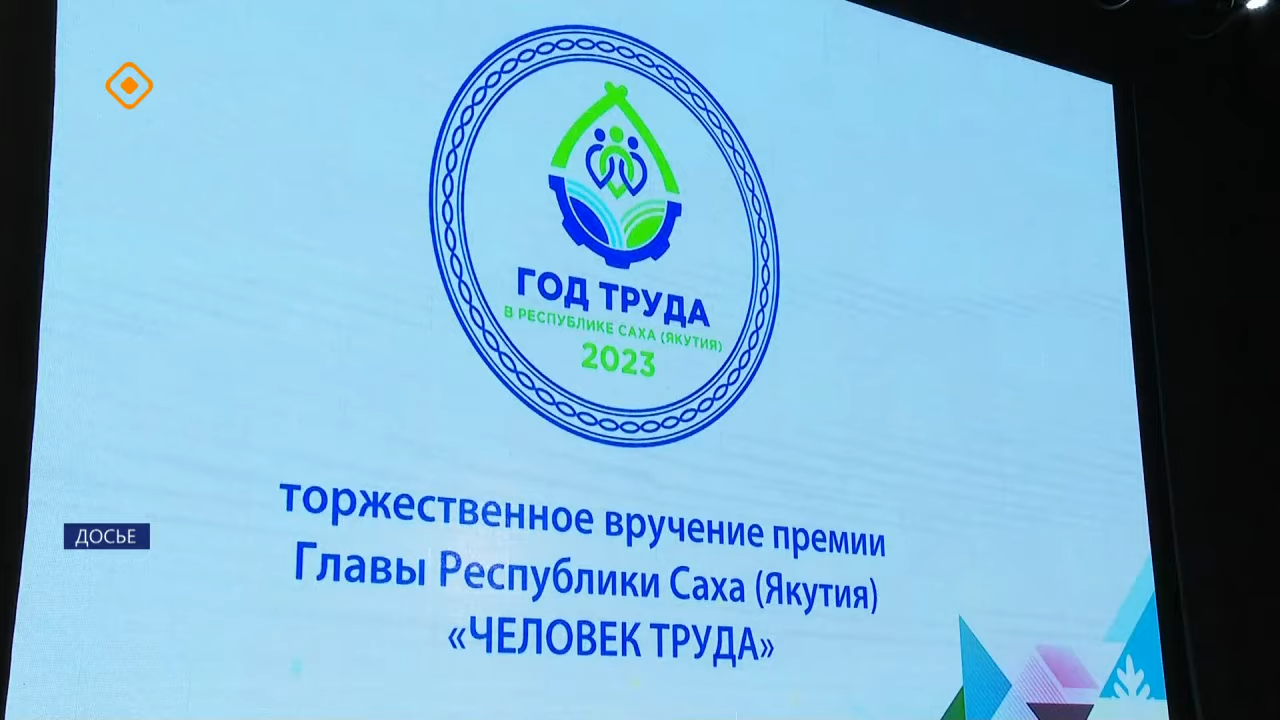 ГОД ТРУДА
В РЕСПУБЛИКЕ САХА (ЯКУТИЯ)
2023
торжественное вручение премии
ДОСЬЕ
Главы Республики Саха (Якутия)
«ЧЕЛОВЕК ТРУДА»